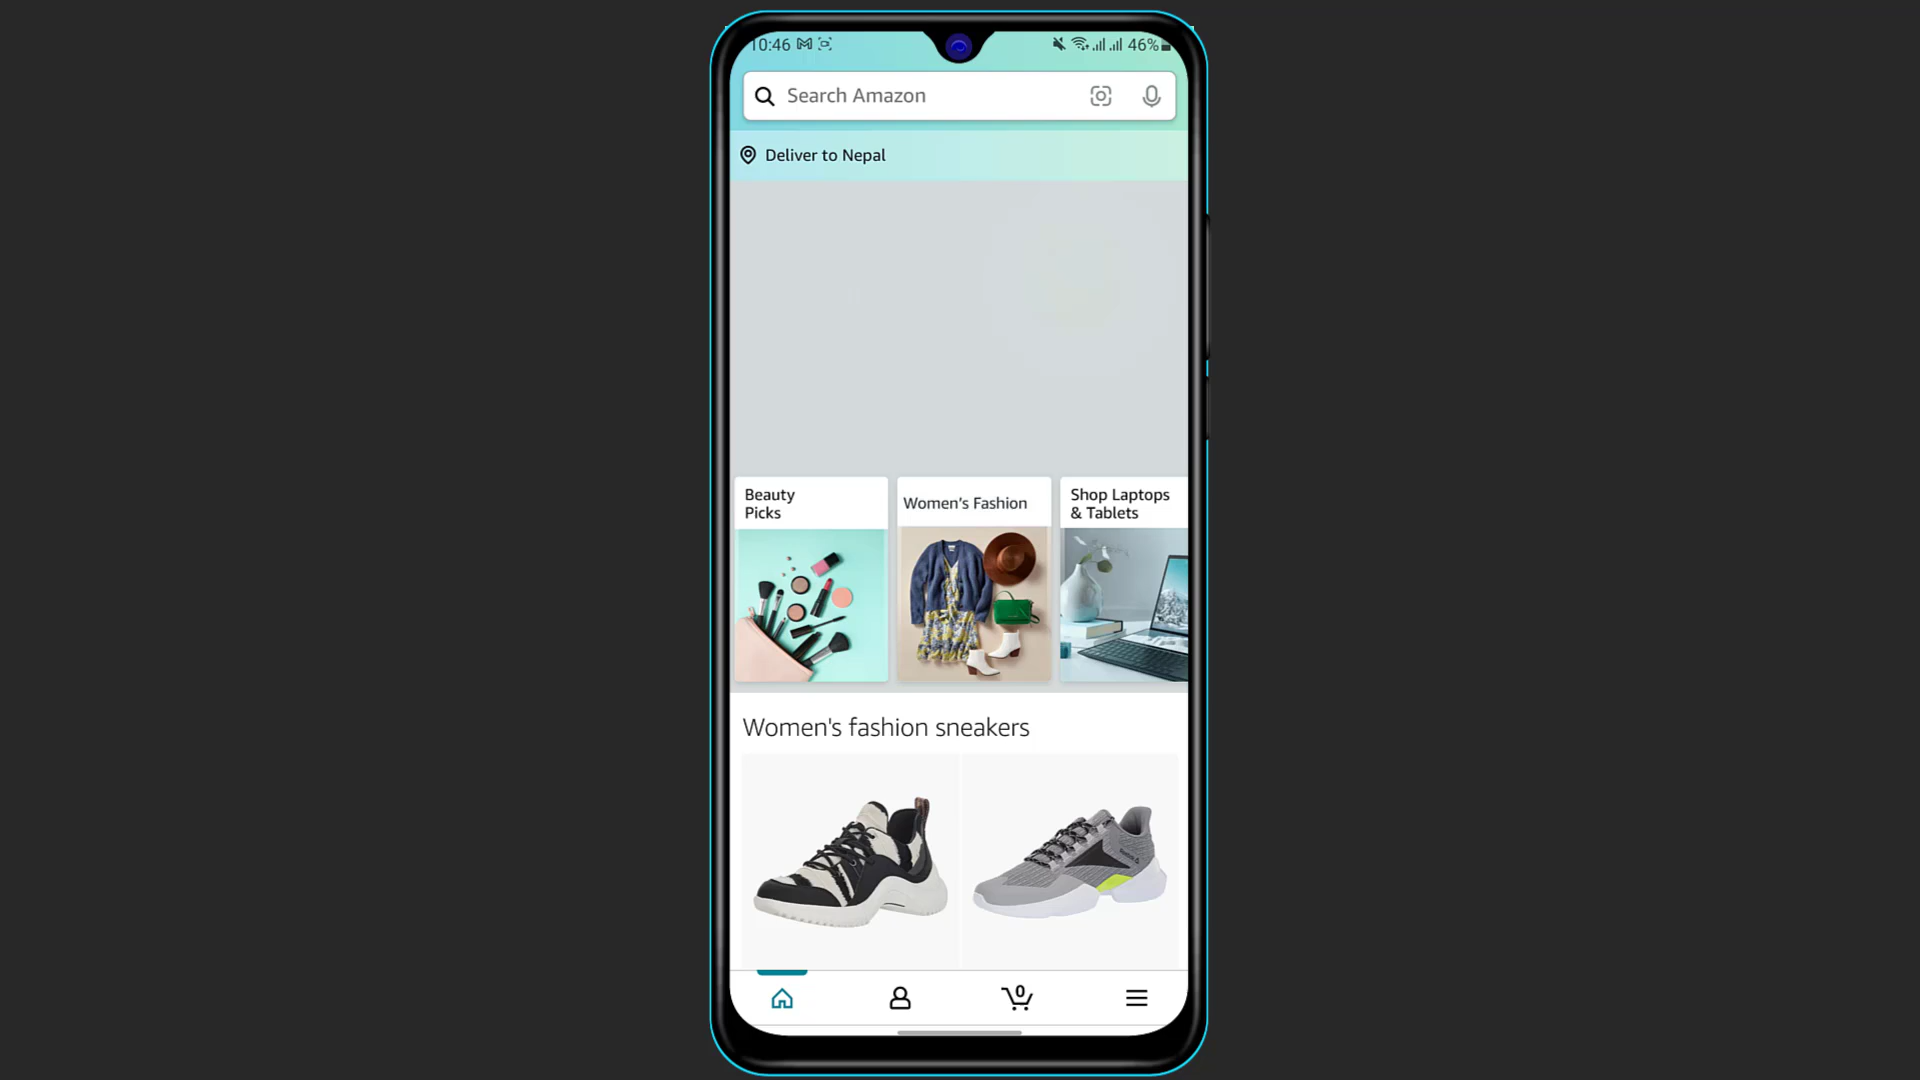 10:46 46%
Search Amazon
Deliver to Nepal
Beauty
Picks
Women's Fashion
Shop Laptops
& Tablets
Women's fashion sneakers
Reebok
0